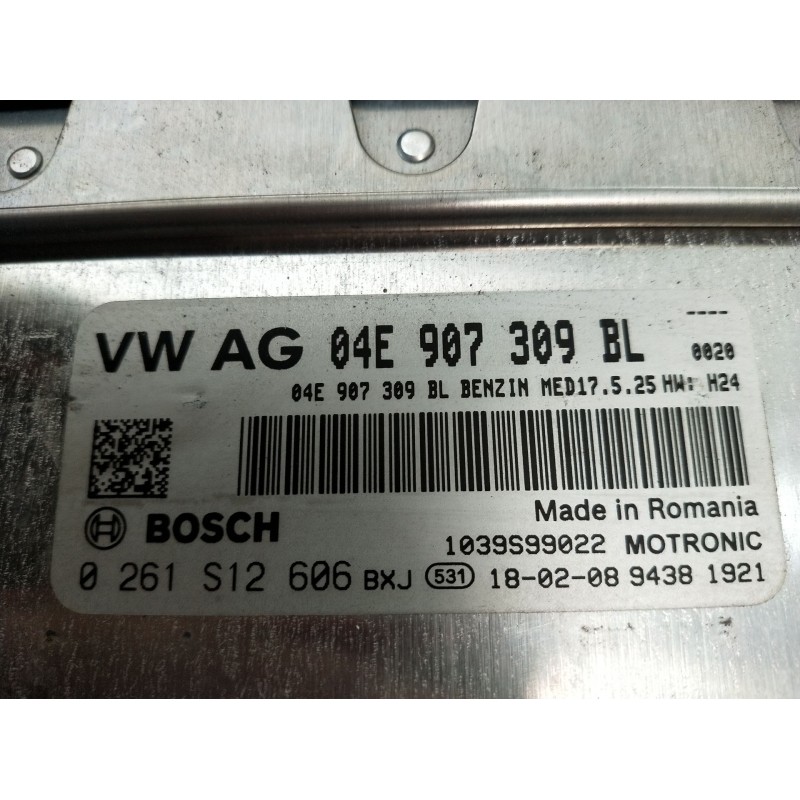 ----
VW AG 04E 907 309 BL 0020
04E 907 309 BL BENZIN MED17.5.25 HW: H24
BOSCH
Made in Romania
1039S99022 MOTRONIC
0 261 S12 606 BXJ 531 18-02-08 9438 1921